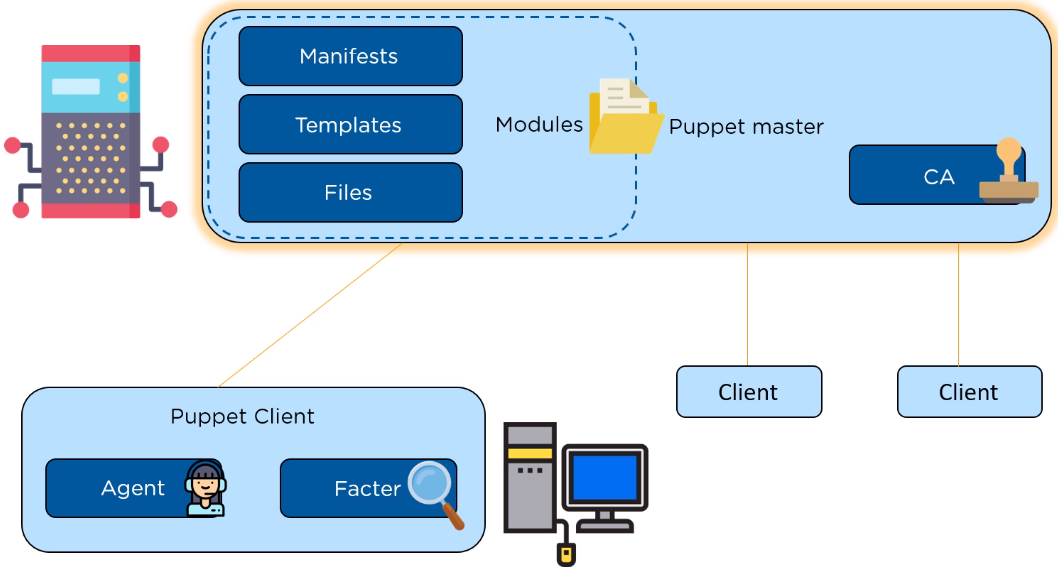 Manifests
Templates
Files
Modules
Puppet master
CA
Client
Client
Puppet Client
Agent
Facter